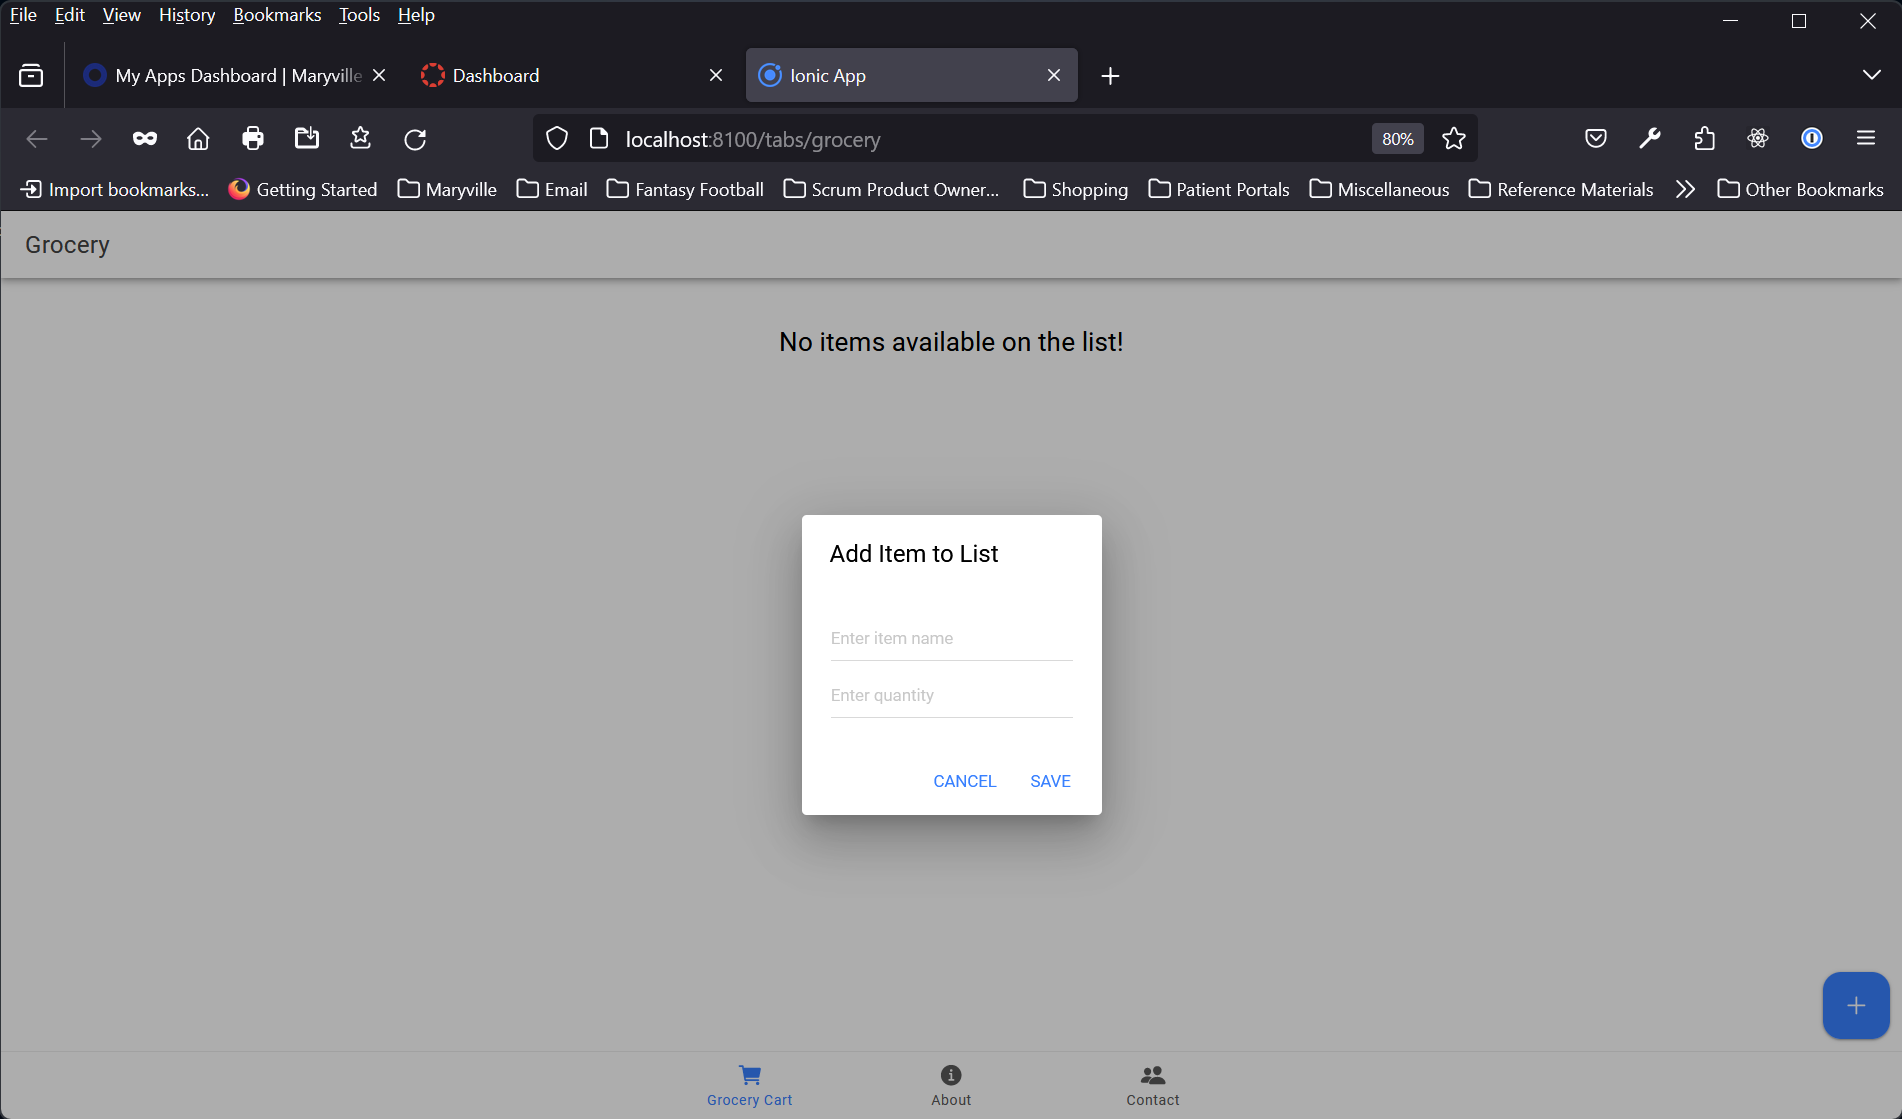 File Edit View History Bookmarks Tools Help
My Apps Dashboard | Maryville Dashboard Ionic App
localhost:8100/tabs/grocery 80%
Import bookmarks... Getting Started Maryville Email Fantasy Football Scrum Product Owner... Shopping Patient Portals Miscellaneous Reference Materials Other Bookmarks
Grocery
No items available on the list!
Add Item to List
Enter item name
Enter quantity
CANCEL SAVE
Grocery Cart About Contact